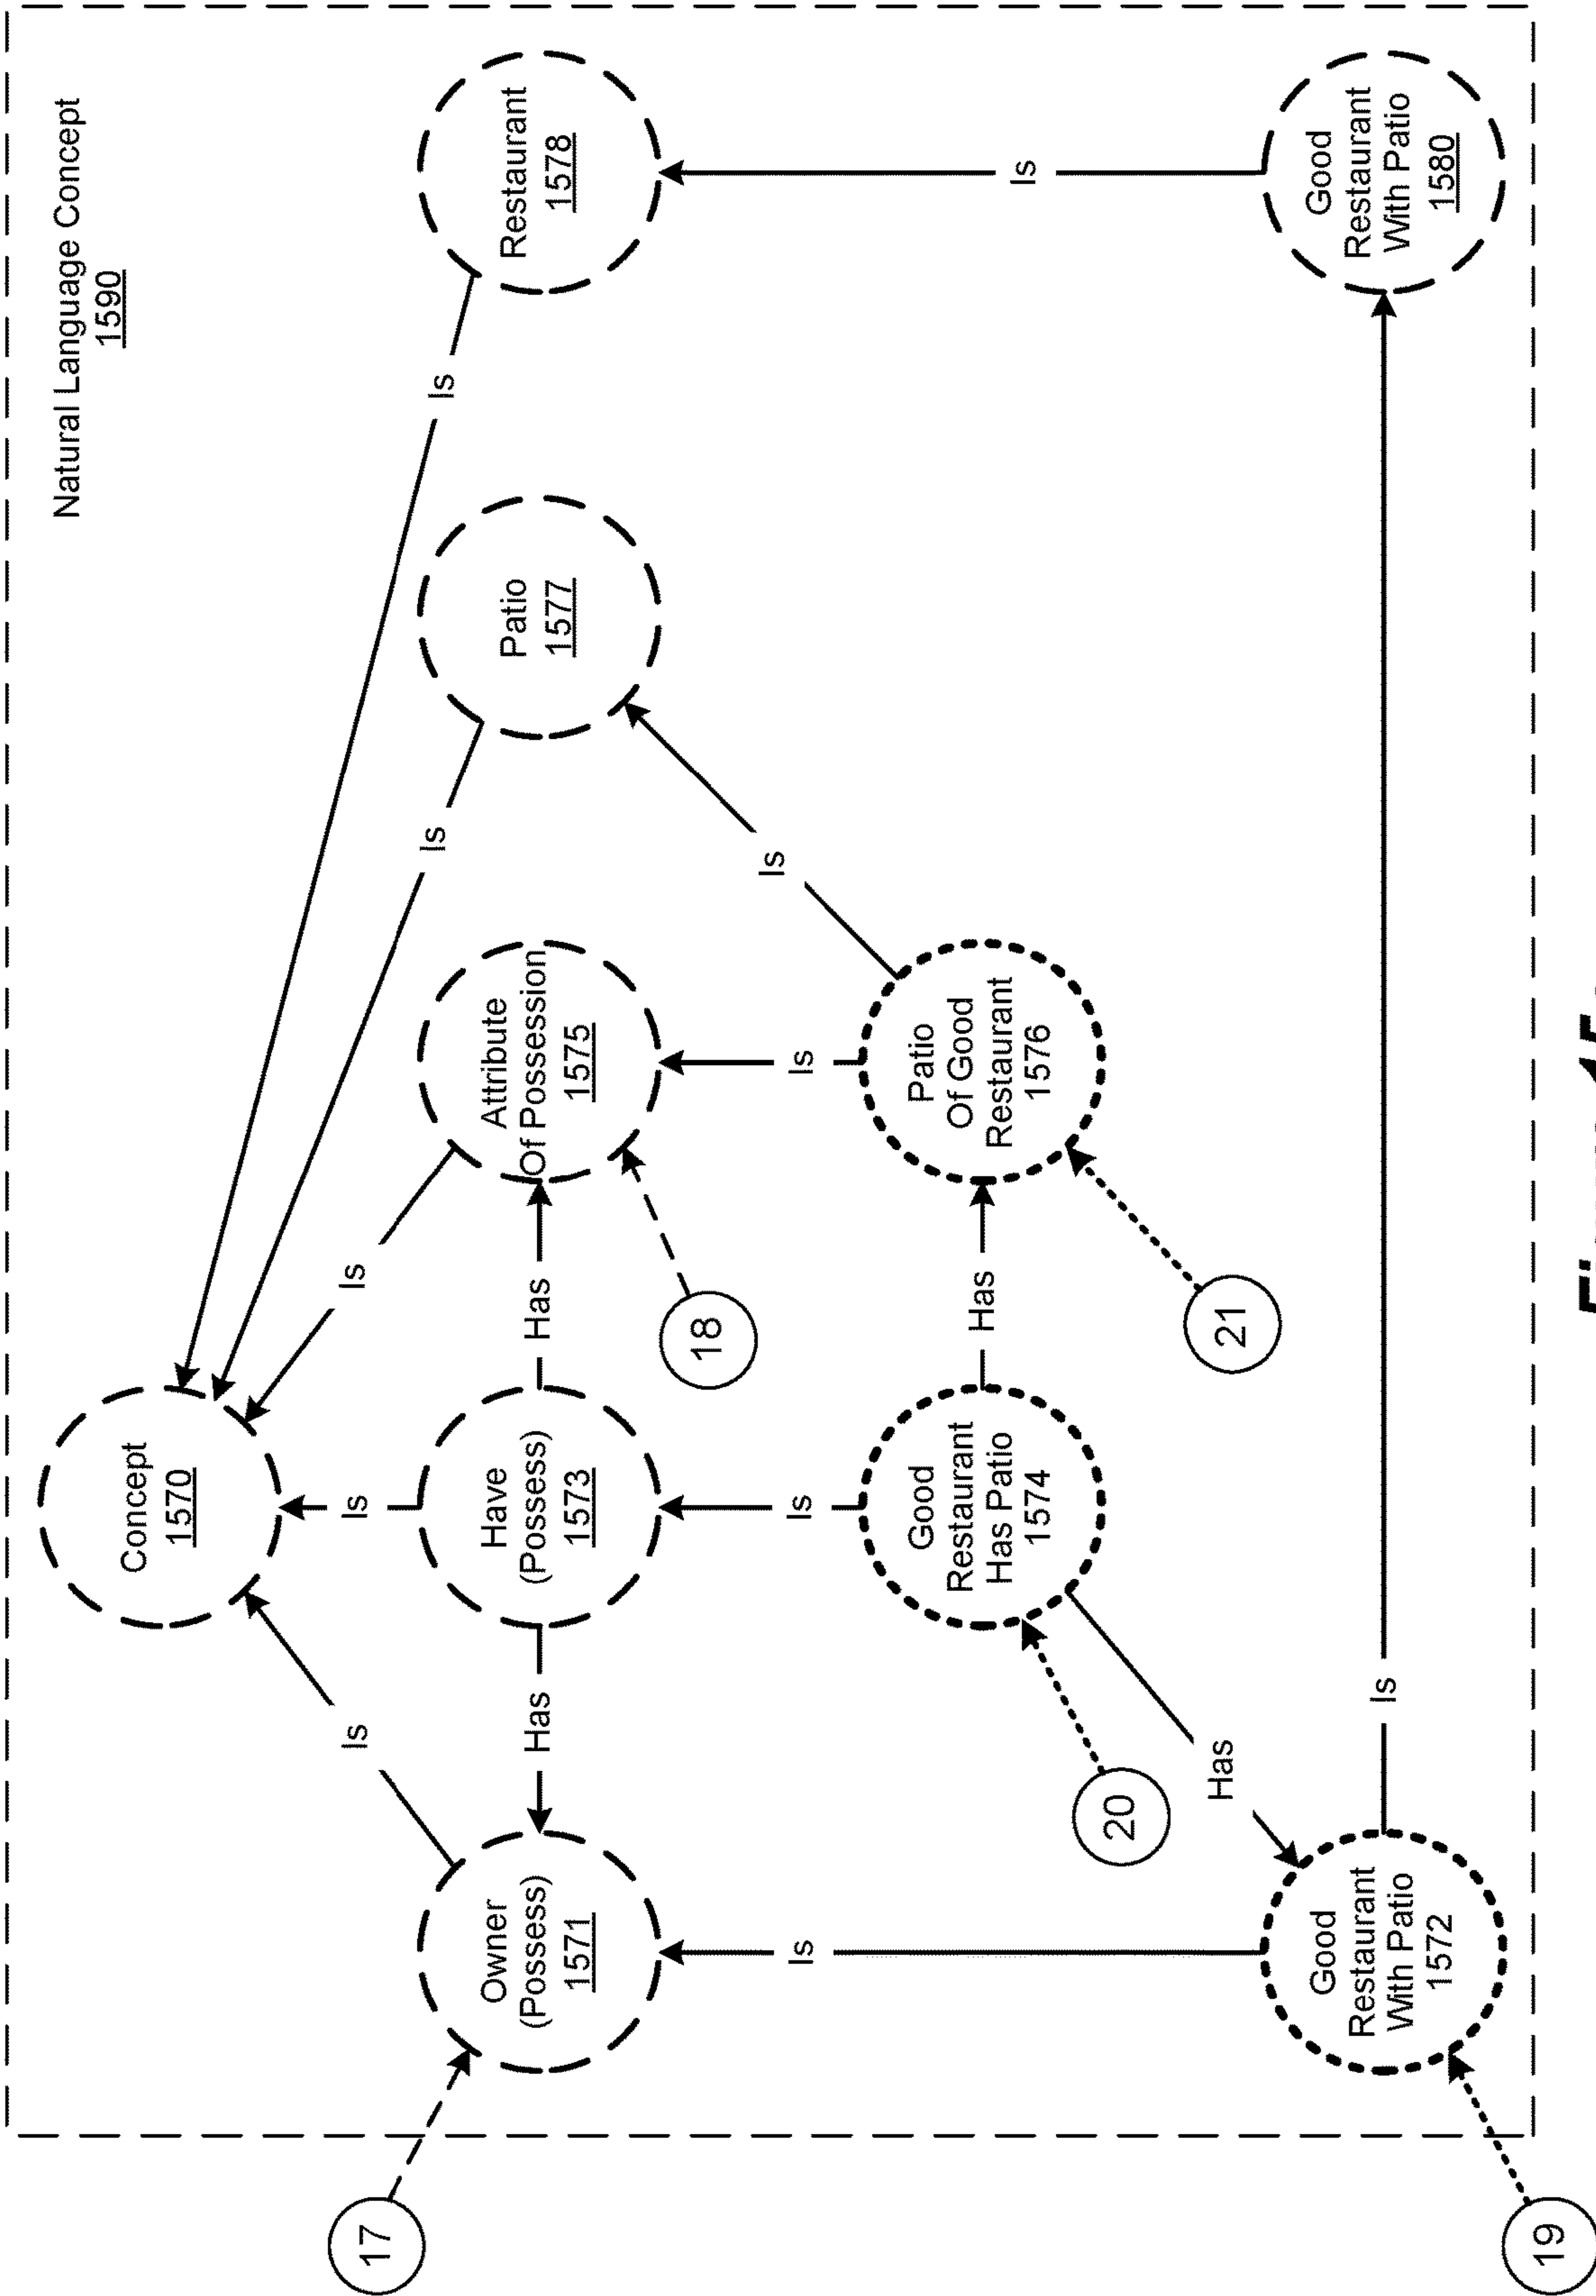 Natural Language Concept
1590
Concept
1570
Is
Is
Is
Is
Is
Owner
(Possess)
1571
Has
Have
(Possess)
1573
Has
Attribute
Of Possession
1575
Patio
1577
Restaurant
1578
17
18
Is
Is
Is
Is
Is
Good
Restaurant
Has Patio
1574
Has
Patio
Of Good
Restaurant
1576
20
Has
21
Good
Restaurant
With Patio
1572
Is
Good
Restaurant
With Patio
1580
19